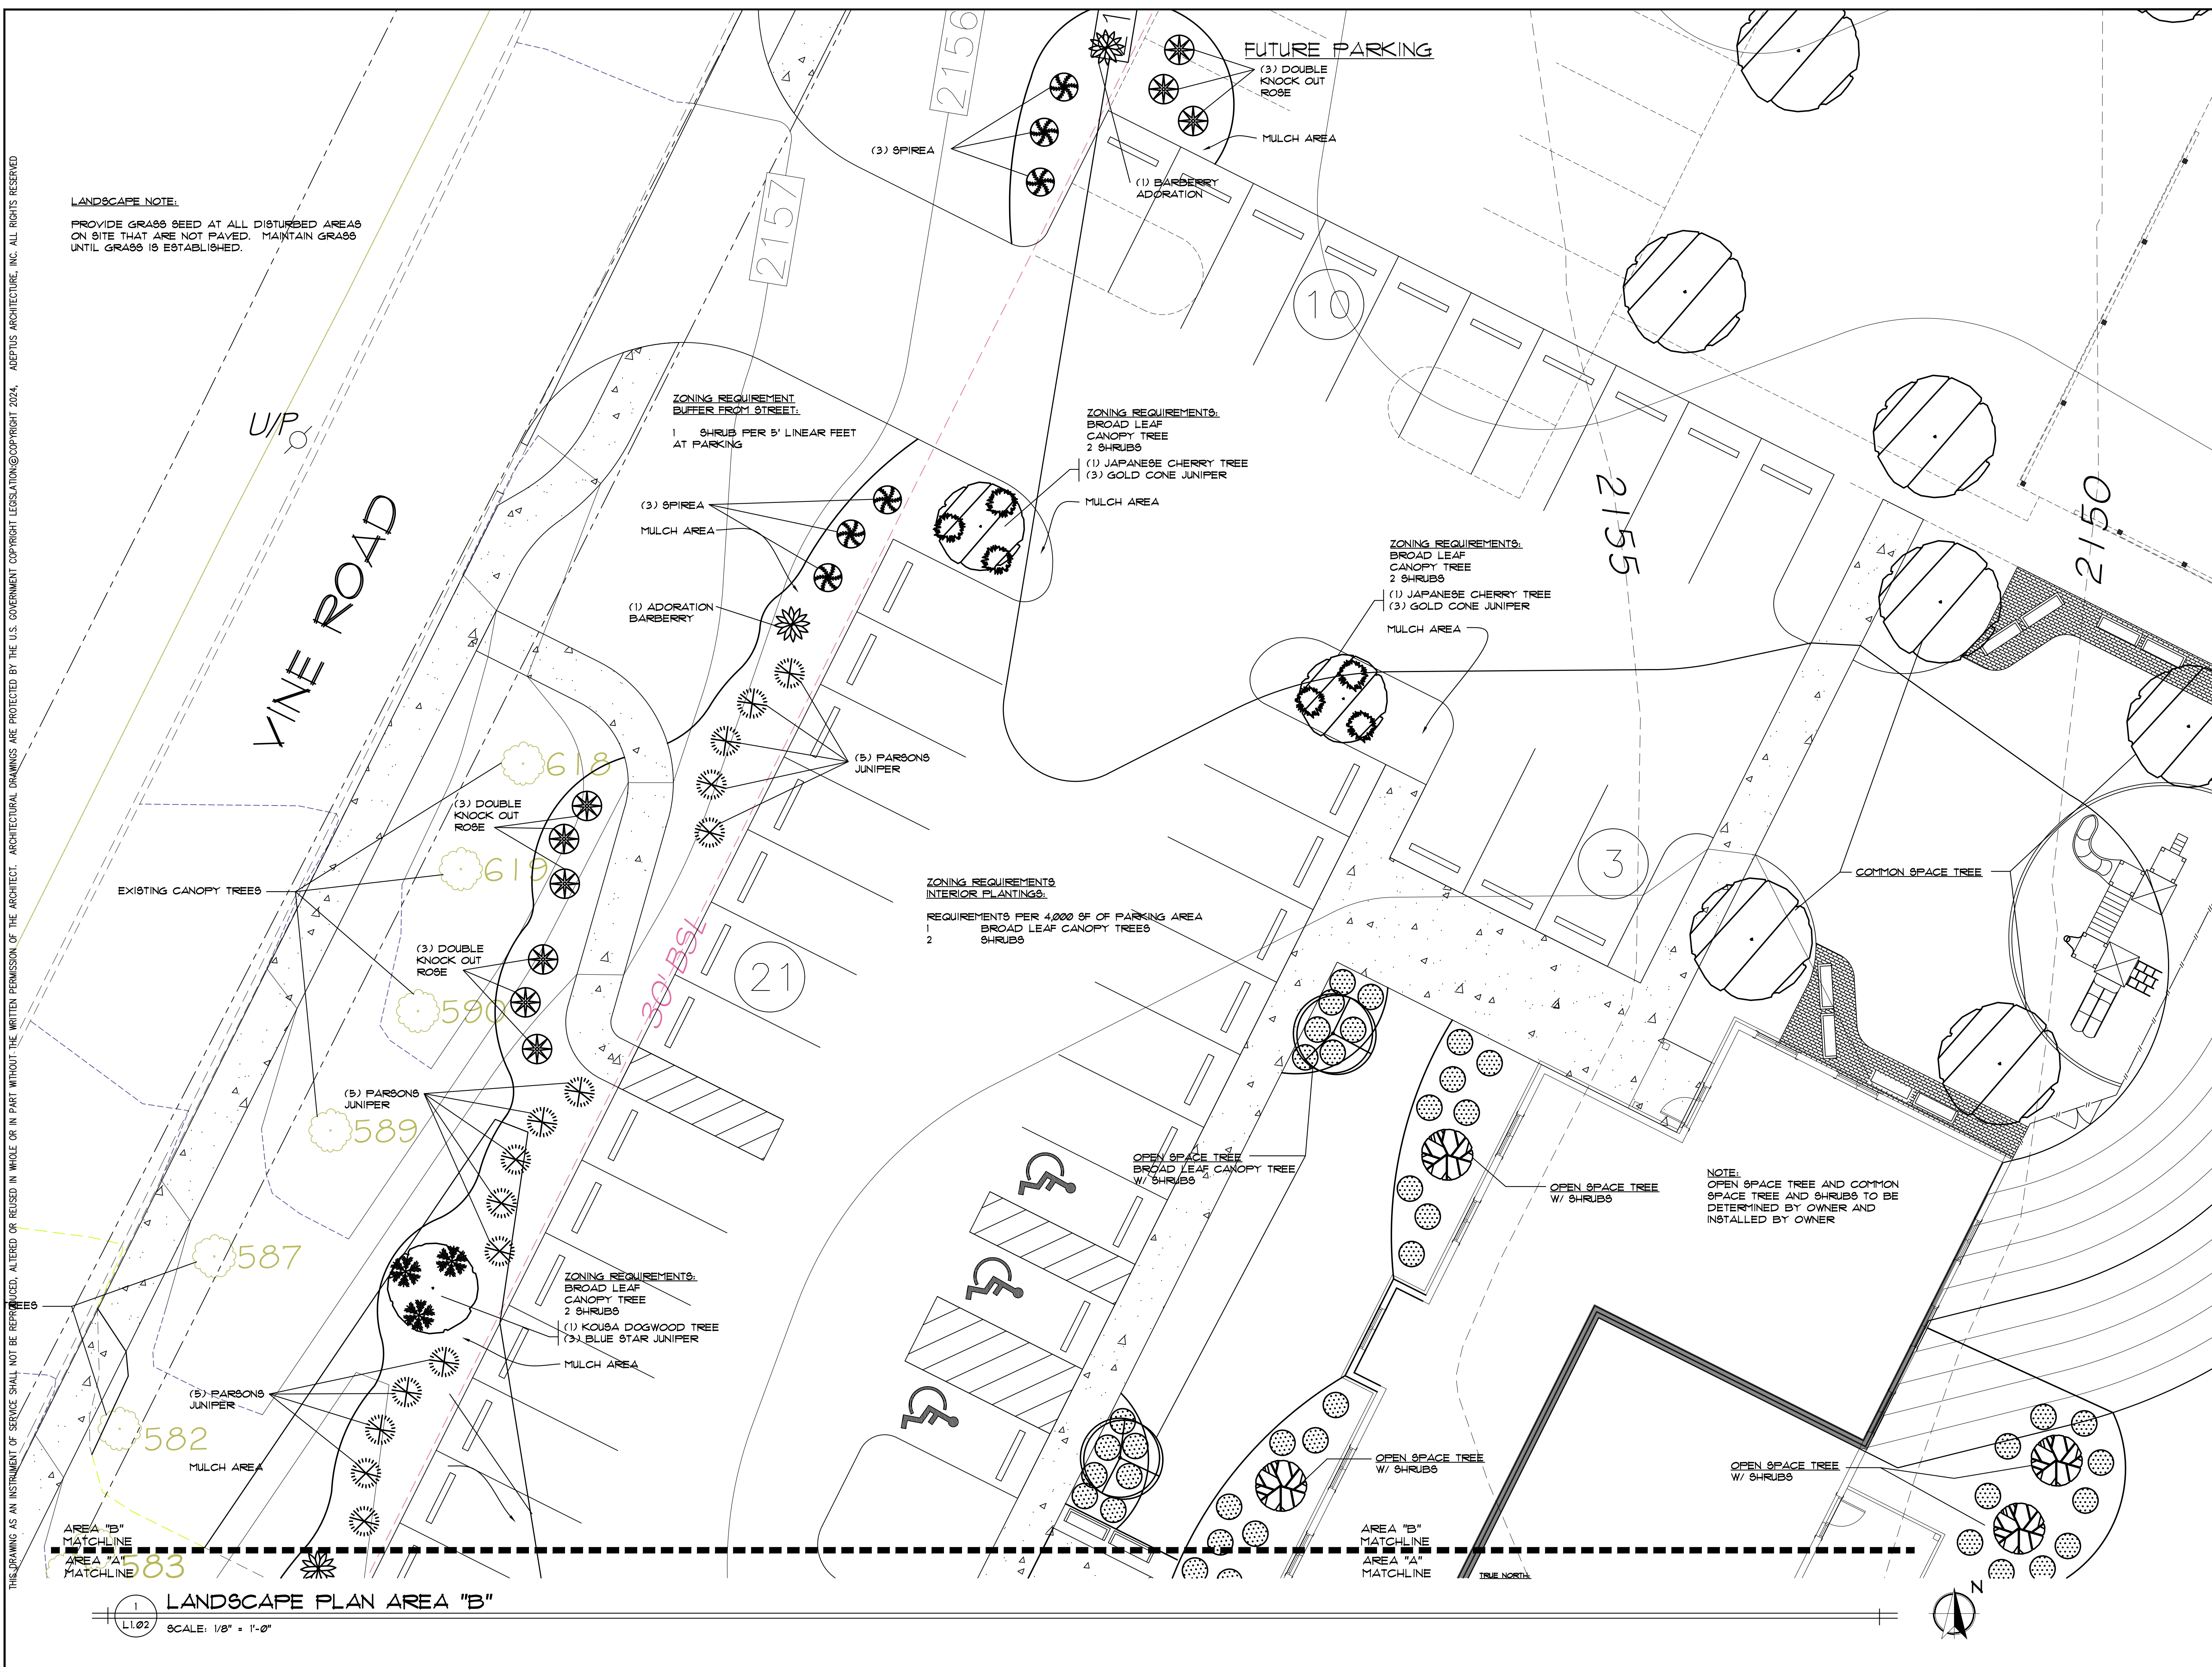 FUTURE PARKING
(3) DOUBLE
KNOCK OUT
ROSE
2156
(3) SPIREA
MULCH AREA
(1) BARBERRY
ADORATION
2157
LANDSCAPE NOTE:
PROVIDE GRASS SEED AT ALL DISTURBED AREAS
ON SITE THAT ARE NOT PAVED. MAINTAIN GRASS
UNTIL GRASS IS ESTABLISHED.
10
U/P
VINE ROAD
ZONING REQUIREMENT
BUFFER FROM STREET:
1 SHRUB PER 5' LINEAR FEET
AT PARKING
ZONING REQUIREMENTS:
BROAD LEAF
CANOPY TREE
2 SHRUBS
(1) JAPANESE CHERRY TREE
(3) GOLD CONE JUNIPER
MULCH AREA
(3) SPIREA
MULCH AREA
(1) ADORATION
BARBERRY
2155
2150
ZONING REQUIREMENTS:
BROAD LEAF
CANOPY TREE
2 SHRUBS
(1) JAPANESE CHERRY TREE
(3) GOLD CONE JUNIPER
MULCH AREA
(5) PARSONS
JUNIPER
618
(3) DOUBLE
KNOCK OUT
ROSE
619
EXISTING CANOPY TREES
3
COMMON SPACE TREE
ZONING REQUIREMENTS
INTERIOR PLANTINGS:
REQUIREMENTS PER 4,000 SF OF PARKING AREA
1 BROAD LEAF CANOPY TREES
2 SHRUBS
(3) DOUBLE
KNOCK OUT
ROSE
30' BSL
21
590
(5) PARSONS
JUNIPER
589
OPEN SPACE TREE
BROAD LEAF CANOPY TREE
W/ SHRUBS
OPEN SPACE TREE
W/ SHRUBS
NOTE:
OPEN SPACE TREE AND COMMON
SPACE TREE AND SHRUBS TO BE
DETERMINED BY OWNER AND
INSTALLED BY OWNER
587
TREES
ZONING REQUIREMENTS:
BROAD LEAF
CANOPY TREE
2 SHRUBS
(1) KOUSA DOGWOOD TREE
(3) BLUE STAR JUNIPER
MULCH AREA
(5) PARSONS
JUNIPER
582
MULCH AREA
OPEN SPACE TREE
W/ SHRUBS
OPEN SPACE TREE
W/ SHRUBS
AREA "B"
MATCHLINE
AREA "A"
MATCHLINE
583
AREA "B"
MATCHLINE
AREA "A"
MATCHLINE
TRUE NORTH
N
1
L1.02
LANDSCAPE PLAN AREA "B"
SCALE: 1/8" = 1'-0"
THIS DRAWING AS AN INSTRUMENT OF SERVICE SHALL NOT BE REPRODUCED, ALTERED OR REUSED IN WHOLE OR IN PART WITHOUT THE WRITTEN PERMISSION OF THE ARCHITECT. ARCHITECTURAL DRAWINGS ARE PROTECTED BY THE U.S. GOVERNMENT COPYRIGHT LEGISLATION.©COPYRIGHT 2024, ADEPTUS ARCHITECTURE, INC. ALL RIGHTS RESERVED